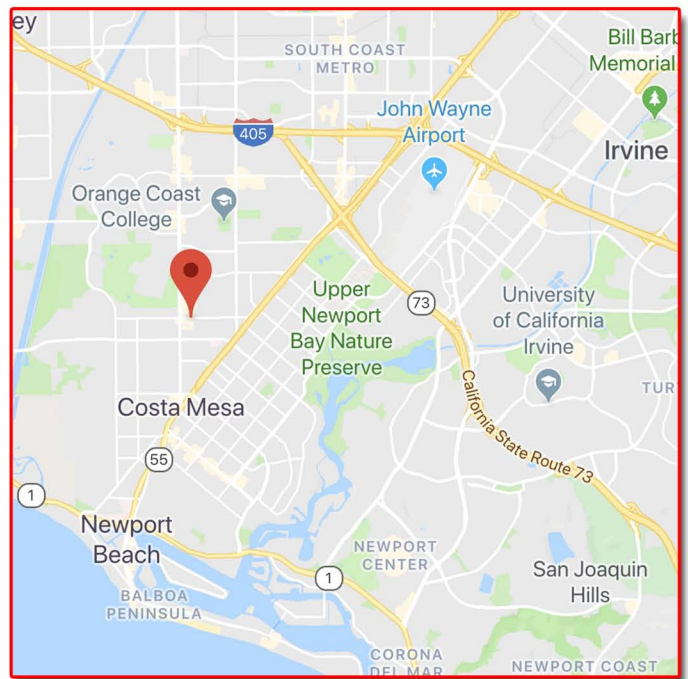 ey
SOUTH COAST
METRO
Bill Barb
Memorial
405
John Wayne
Airport
Irvine
Orange Coast
College
Upper
Newport
Bay Nature
Preserve
73
University
of California
Irvine
TUR
Costa Mesa
California State Route 73
55
1
Newport
Beach
NEWPORT
CENTER
1
San Joaquin
Hills
BALBOA
PENINSULA
CORONA
DEL MAR
NEWPORT COAST